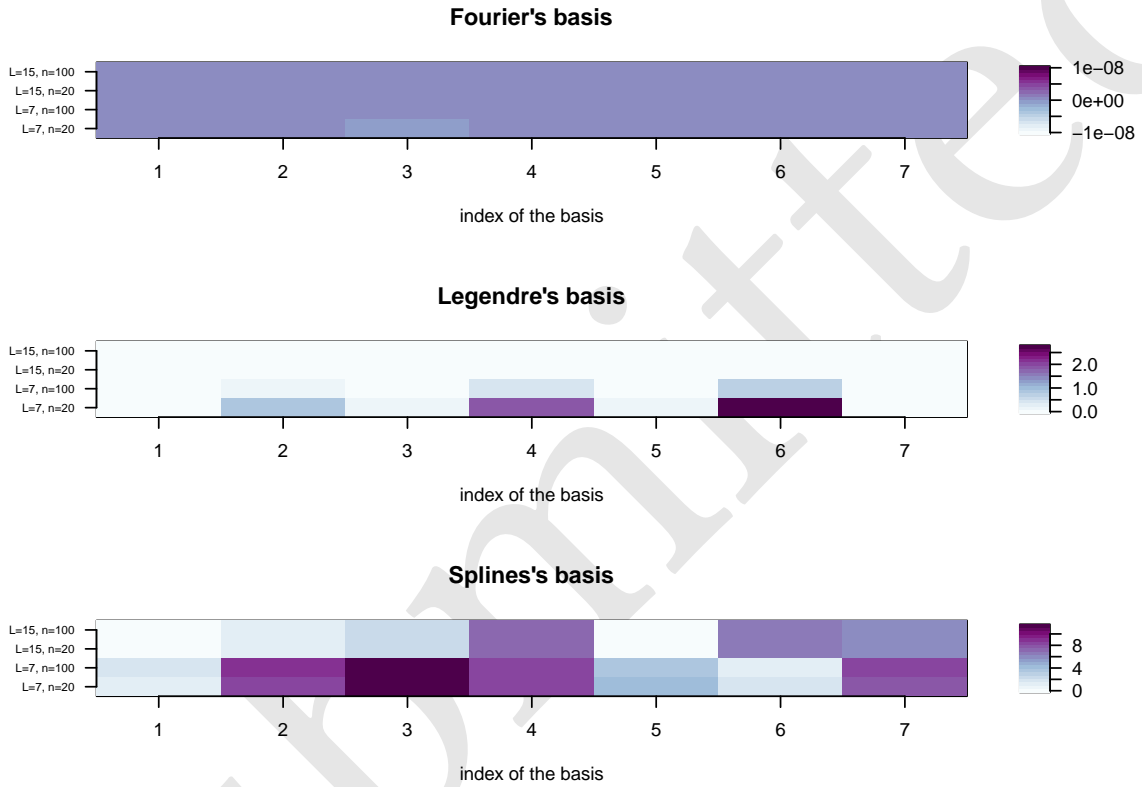 Fourier's basis
L=15, n=100
L=15, n=20
L=7, n=100
L=7, n=20
1e−08
0e+00
−1e−08
1 2 3 4 5 6 7
index of the basis
Legendre's basis
L=15, n=100
L=15, n=20
L=7, n=100
L=7, n=20
2.0
1.0
0.0
1 2 3 4 5 6 7
index of the basis
Splines's basis
L=15, n=100
L=15, n=20
L=7, n=100
L=7, n=20
8
4
0
1 2 3 4 5 6 7
index of the basis